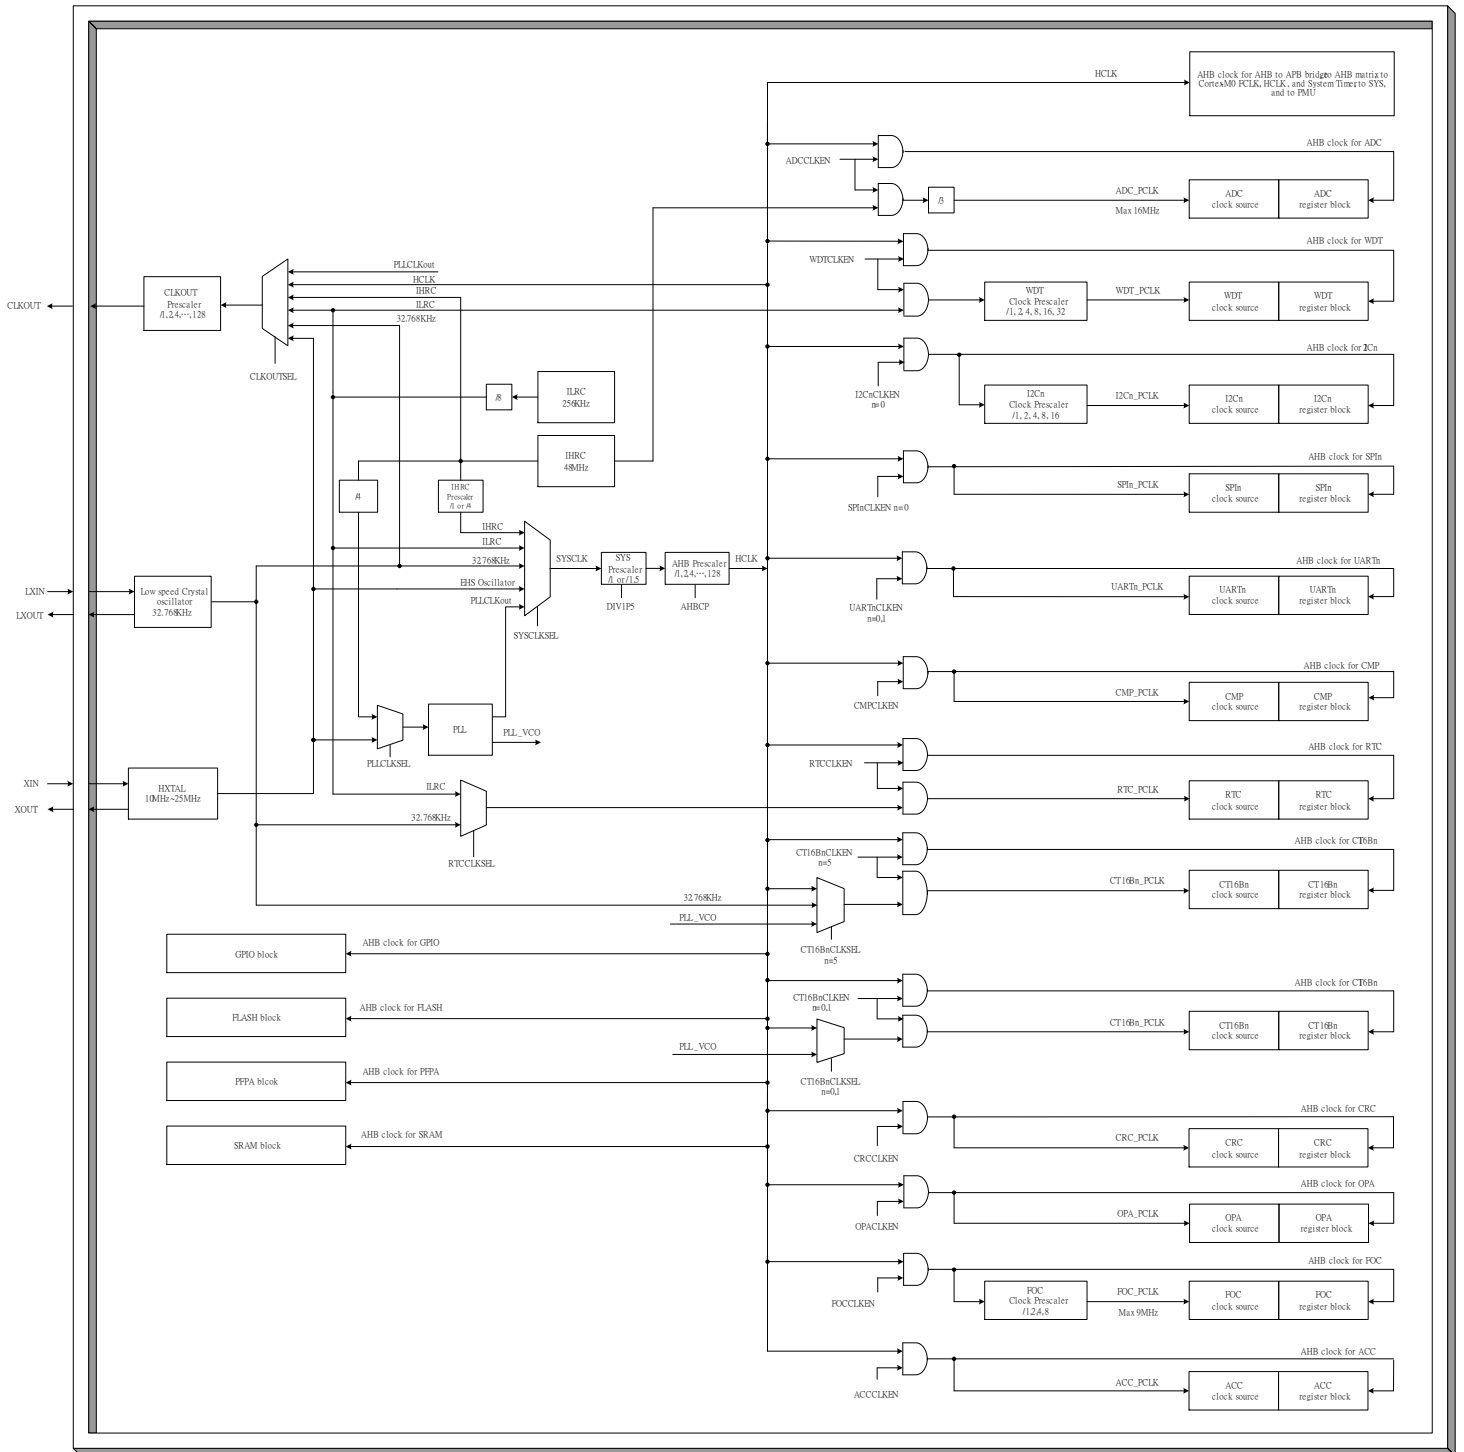 HCLK
AHB clock for AHB to APB bridge, to AHB matrix, to
Cortex-M0 FCLK, HCLK, and System Timer, to SYS,
and to PMU
AHB clock for ADC
ADCCLKEN
/3
ADC_PCLK
Max 16MHz
ADC
clock source
ADC
register block
AHB clock for WDT
WDTCLKEN
WDT
Clock Prescaler
/1, 2, 4, 8, 16, 32
WDT_PCLK
WDT
clock source
WDT
register block
CLKOUT
CLKOUT
Prescaler
/1,2,4,…,128
PLLCLKout
HCLK
IHRC
ILRC
32.768KHz
CLKOUTSEL
AHB clock for I2Cn
I2CnCLKEN
n=0
I2Cn
Clock Prescaler
/1, 2, 4, 8, 16
I2Cn_PCLK
I2Cn
clock source
I2Cn
register block
/8
ILRC
256KHz
IHRC
48MHz
/4
IHRC
Prescaler
/1 or /4
AHB clock for SPIn
SPInCLKEN n=0
SPIn_PCLK
SPIn
clock source
SPIn
register block
IHRC
ILRC
32.768KHz
EHS Oscillator
PLLCLKout
SYSCLKSEL
SYSCLK
SYS
Prescaler
/1 or /1.5
DIV1P5
AHB Prescaler
/1,2,4,…,128
AHBCP
HCLK
AHB clock for UARTn
UARTnCLKEN
n=0,1
UARTn_PCLK
UARTn
clock source
UARTn
register block
LXIN
LXOUT
Low speed Crystal
oscillator
32.768KHz
AHB clock for CMP
CMPCLKEN
CMP_PCLK
CMP
clock source
CMP
register block
PLLCLKSEL
PLL
PLL_VCO
AHB clock for RTC
RTCCLKEN
RTC_PCLK
RTC
clock source
RTC
register block
XIN
XOUT
HXTAL
10MHz~25MHz
ILRC
32.768KHz
RTCCLKSEL
AHB clock for CT16Bn
CT16BnCLKEN
n=5
CT16Bn_PCLK
CT16Bn
clock source
CT16Bn
register block
32.768KHz
PLL_VCO
CT16BnCLKSEL
n=5
GPIO block
AHB clock for GPIO
AHB clock for CT16Bn
CT16BnCLKEN
n=0,1
CT16Bn_PCLK
CT16Bn
clock source
CT16Bn
register block
FLASH block
AHB clock for FLASH
PLL_VCO
CT16BnCLKSEL
n=0,1
PFPA blcok
AHB clock for PFPA
AHB clock for CRC
CRCCLKEN
CRC_PCLK
CRC
clock source
CRC
register block
SRAM block
AHB clock for SRAM
AHB clock for OPA
OPACLKEN
OPA_PCLK
OPA
clock source
OPA
register block
AHB clock for FOC
FOCCLKEN
FOC
Clock Prescaler
/1,2,4,8
FOC_PCLK
Max 9MHz
FOC
clock source
FOC
register block
AHB clock for ACC
ACCCLKEN
ACC_PCLK
ACC
clock source
ACC
register block